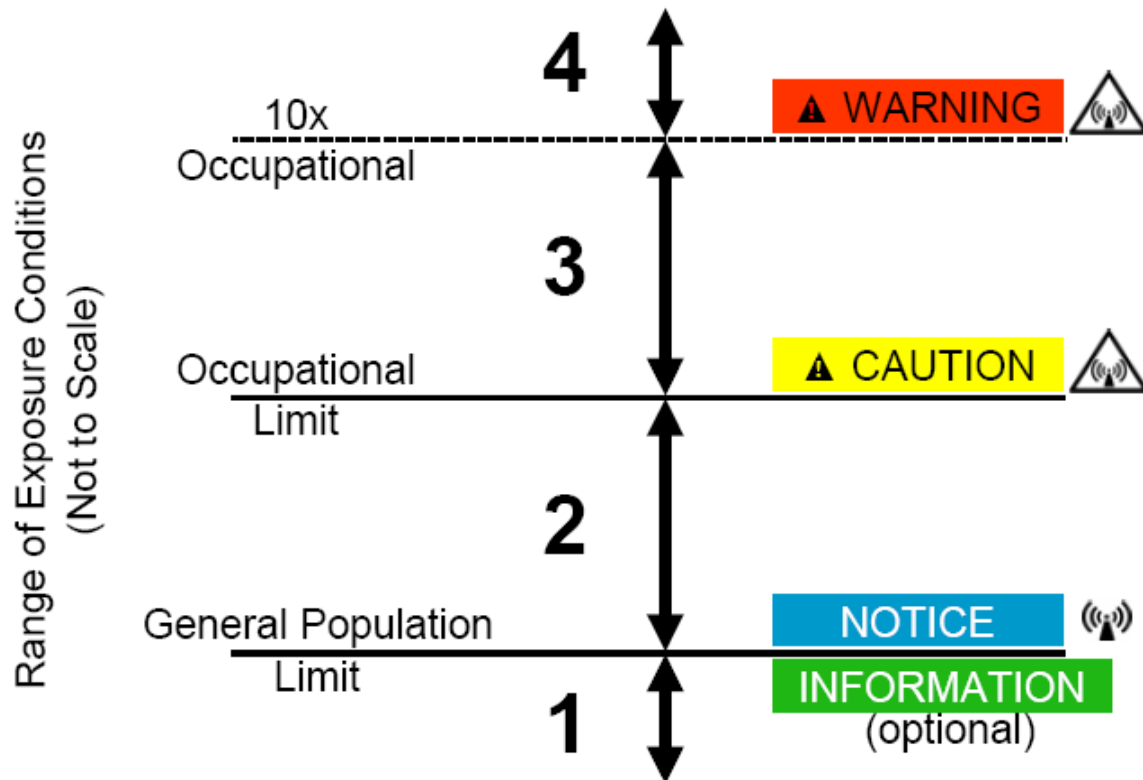 4
10x
⚠ WARNING
Occupational
3
Occupational
⚠ CAUTION
Limit
2
General Population
NOTICE
Limit
INFORMATION
1
(optional)
Range of Exposure Conditions
(Not to Scale)